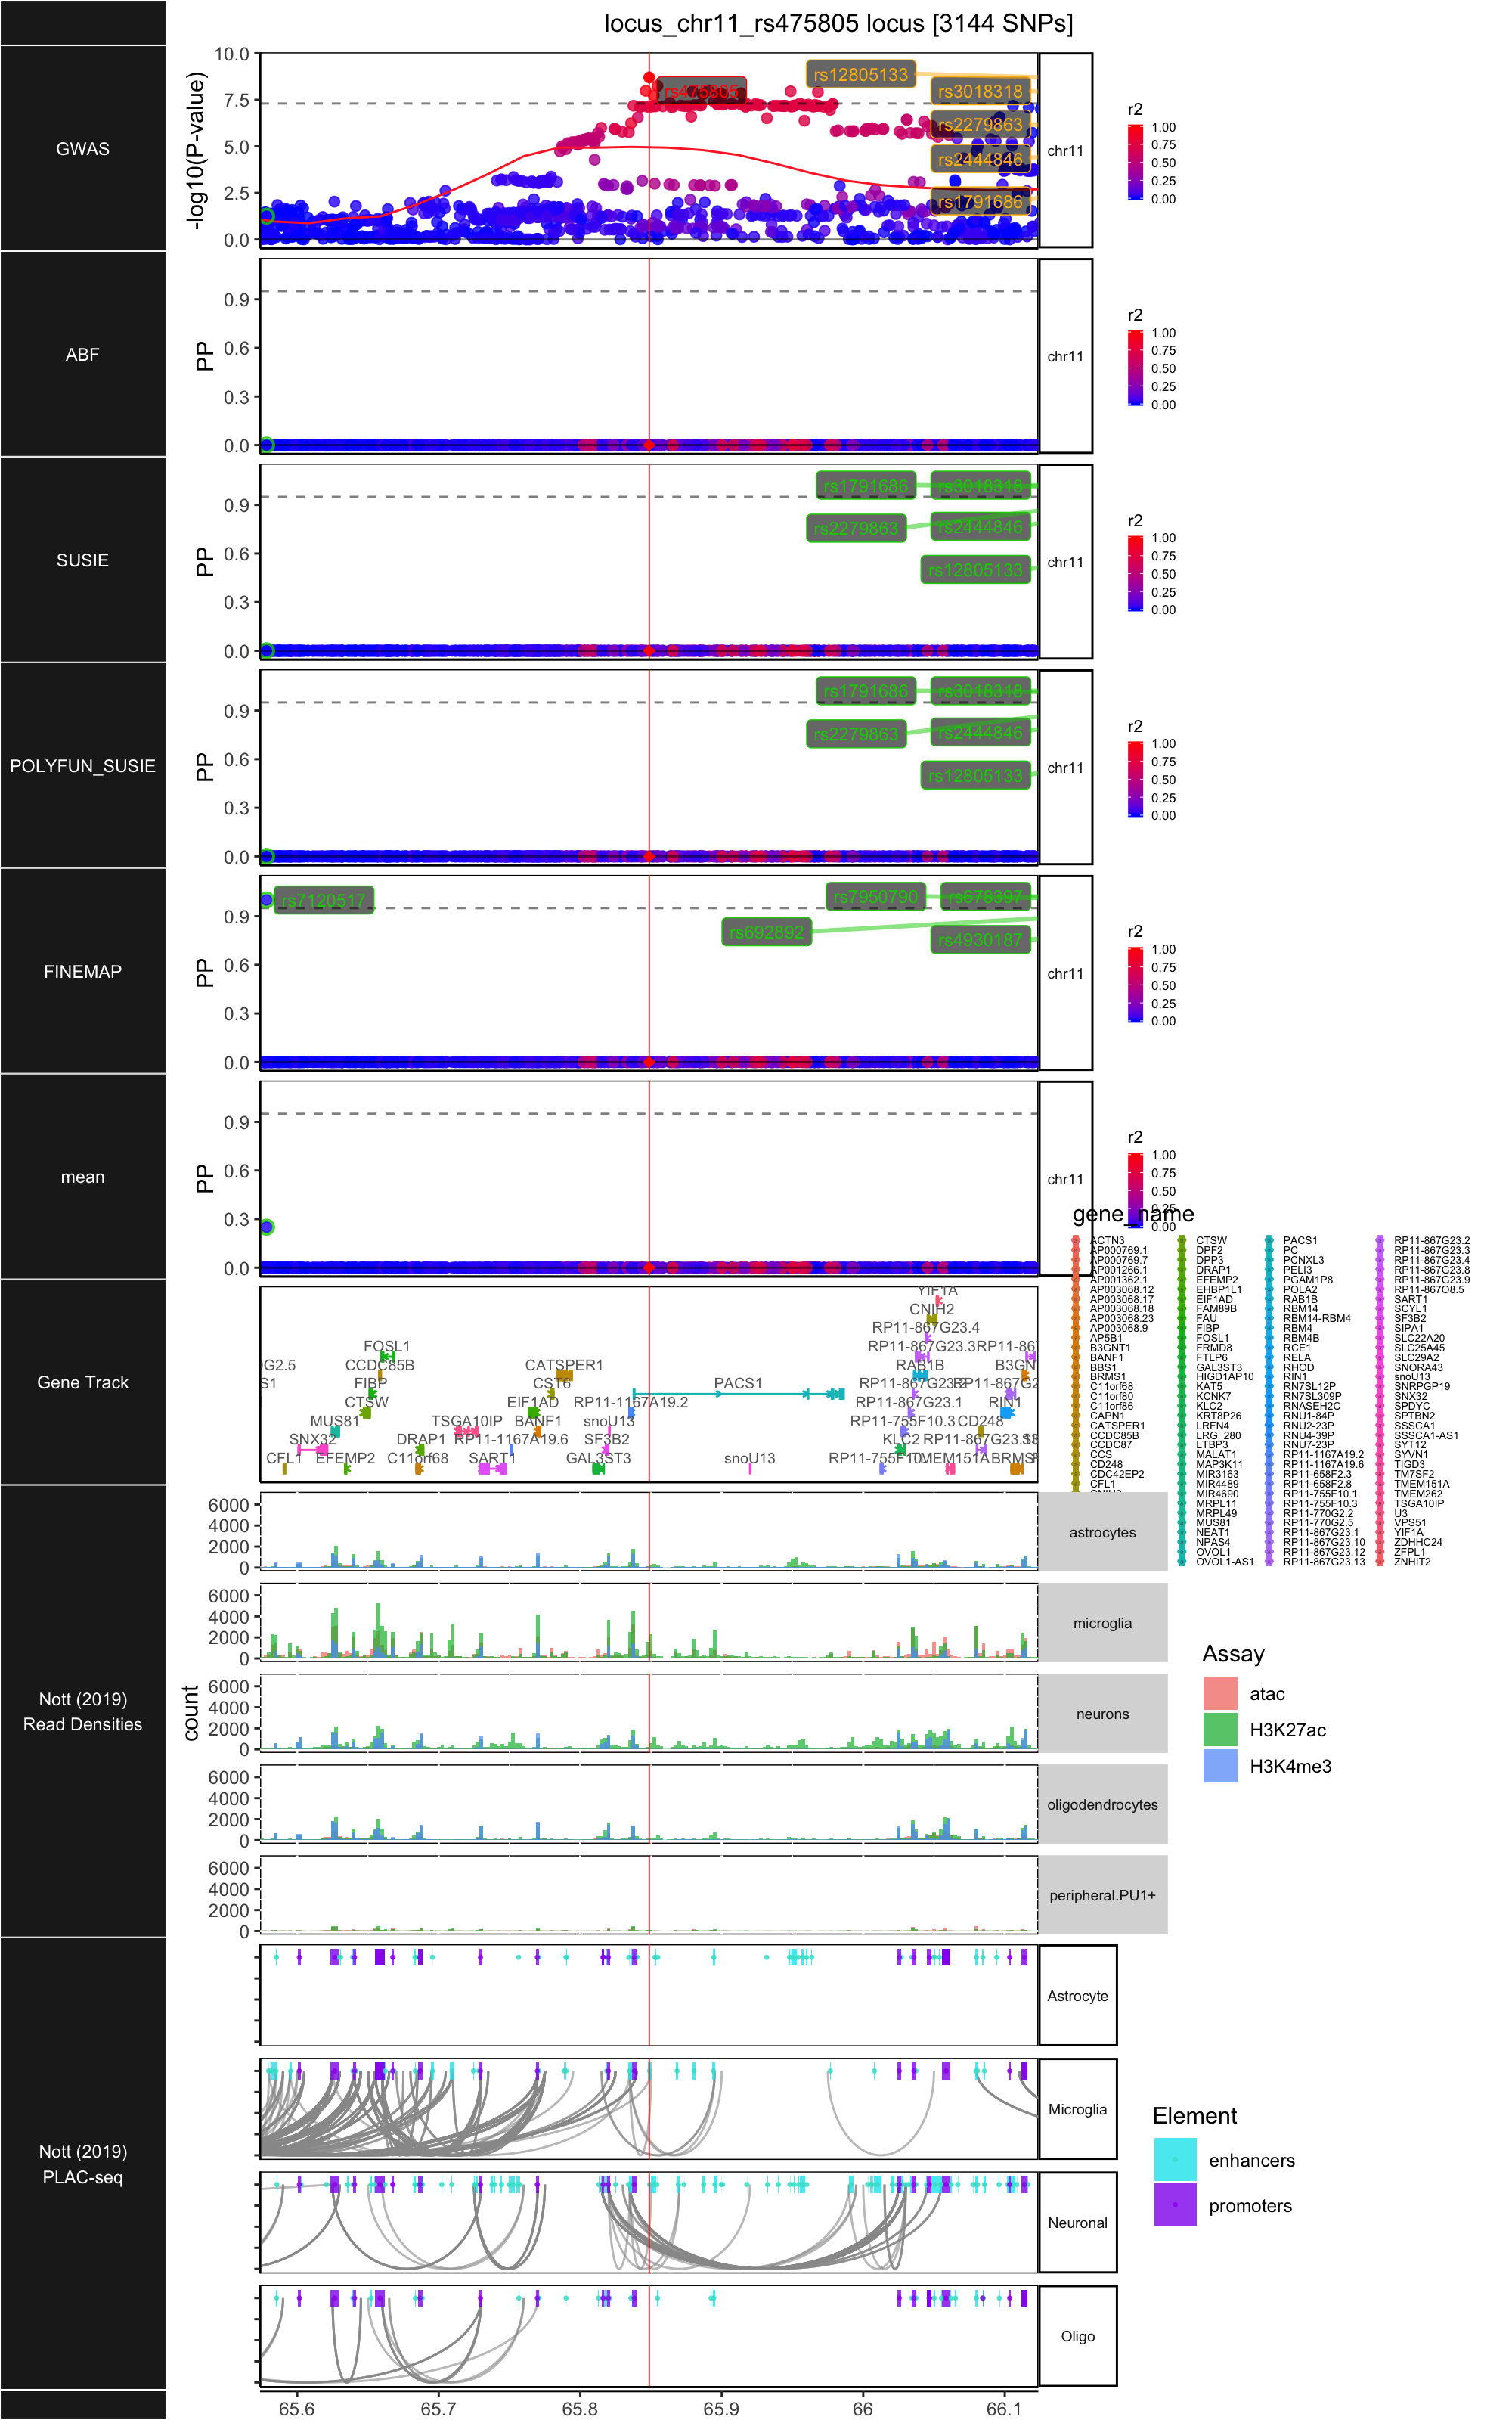 locus_chr11_rs475805 locus [3144 SNPs]
GWAS
-log10(P-value)
10.0
7.5
5.0
2.5
0.0
rs475805
rs12805133
rs3018318
rs2279863
rs2444846
rs1791686
chr11
r2
1.00
0.75
0.50
0.25
0.00
ABF
PP
0.9
0.6
0.3
0.0
chr11
r2
1.00
0.75
0.50
0.25
0.00
SUSIE
PP
0.9
0.6
0.3
0.0
rs1791686
rs3018318
rs2279863
rs2444846
rs12805133
chr11
r2
1.00
0.75
0.50
0.25
0.00
POLYFUN_SUSIE
PP
0.9
0.6
0.3
0.0
rs1791686
rs3018318
rs2279863
rs2444846
rs12805133
chr11
r2
1.00
0.75
0.50
0.25
0.00
FINEMAP
PP
0.9
0.6
0.3
0.0
rs7120517
rs7950790
rs678397
rs692892
rs4930187
chr11
r2
1.00
0.75
0.50
0.25
0.00
mean
PP
0.9
0.6
0.3
0.0
chr11
r2
1.00
0.75
0.50
0.25
0.00
Gene Track
YIF1A
CNIH2
RP11-867G23.4
FOSL1
RP11-867G23.3
CCDC85B
CATSPER1
RAB1B
FIBP
CST6
PACS1
CTSW
EIF1AD
RP11-1167A19.2
RIN1
MUS81
TSGA10IP
BANF1
snoU13
RP11-755F10.3
CD248
SNX32
DRAP1
RP11-1167A19.6
SF3B2
KLC2
CFL1
EFEMP2
C11orf68
SART1
GAL3ST3
snoU13
gene_name
ACTN3
AP000769.1
AP000769.7
AP001266.1
AP001362.1
AP003068.12
AP003068.17
AP003068.18
AP003068.23
AP003068.9
AP5B1
B3GNT1
BANF1
BBS1
BRMS1
C11orf68
C11orf80
C11orf86
CAPN1
CATSPER1
CCDC85B
CCDC87
CCS
CD248
CDC42EP2
CFL1
CTSW
DPF2
DPP3
DRAP1
EFEMP2
EHBP1L1
EIF1AD
FAM89B
FAU
FIBP
FOSL1
FRMD8
FTLP6
GAL3ST3
HIGD1AP10
KAT5
KCNK7
KLC2
KRT8P26
LRFN4
LRG_280
LTBP3
MALAT1
MAP3K11
MIR3163
MIR4489
MIR4690
MRPL11
MRPL49
MUS81
NEAT1
NPAS4
OVOL1
OVOL1-AS1
PACS1
PC
PCNXL3
PELI3
PGAM1P8
POLA2
RAB1B
RBM14
RBM14-RBM4
RBM4
RBM4B
RCE1
RELA
RHOD
RIN1
RN7SL12P
RN7SL309P
RNASEH2C
RNU1-84P
RNU2-23P
RNU4-39P
RNU7-23P
RP11-1167A19.2
RP11-1167A19.6
RP11-658F2.3
RP11-658F2.8
RP11-755F10.1
RP11-755F10.3
RP11-770G2.2
RP11-770G2.5
RP11-867G23.1
RP11-867G23.10
RP11-867G23.12
RP11-867G23.13
RP11-867G23.2
RP11-867G23.3
RP11-867G23.4
RP11-867G23.8
RP11-867G23.9
RP11-867O8.5
SART1
SCYL1
SF3B2
SIPA1
SLC22A20
SLC25A45
SLC29A2
SNORA43
snoU13
SNRPGP19
SNX32
SPDYC
SPTBN2
SSSCA1
SSSCA1-AS1
SYT12
SYVN1
TIGD3
TM7SF2
TMEM151A
TMEM262
TSGA10IP
U3
VPS51
YIF1A
ZDHHC24
ZFPL1
ZNHIT2
Nott (2019)
Read Densities
count
6000
4000
2000
0
astrocytes
6000
4000
2000
0
microglia
6000
4000
2000
0
neurons
6000
4000
2000
0
oligodendrocytes
6000
4000
2000
0
peripheral.PU1+
Assay
atac
H3K27ac
H3K4me3
Nott (2019)
PLAC-seq
Astrocyte
Microglia
Neuronal
Oligo
Element
enhancers
promoters
65.6
65.7
65.8
65.9
66
66.1